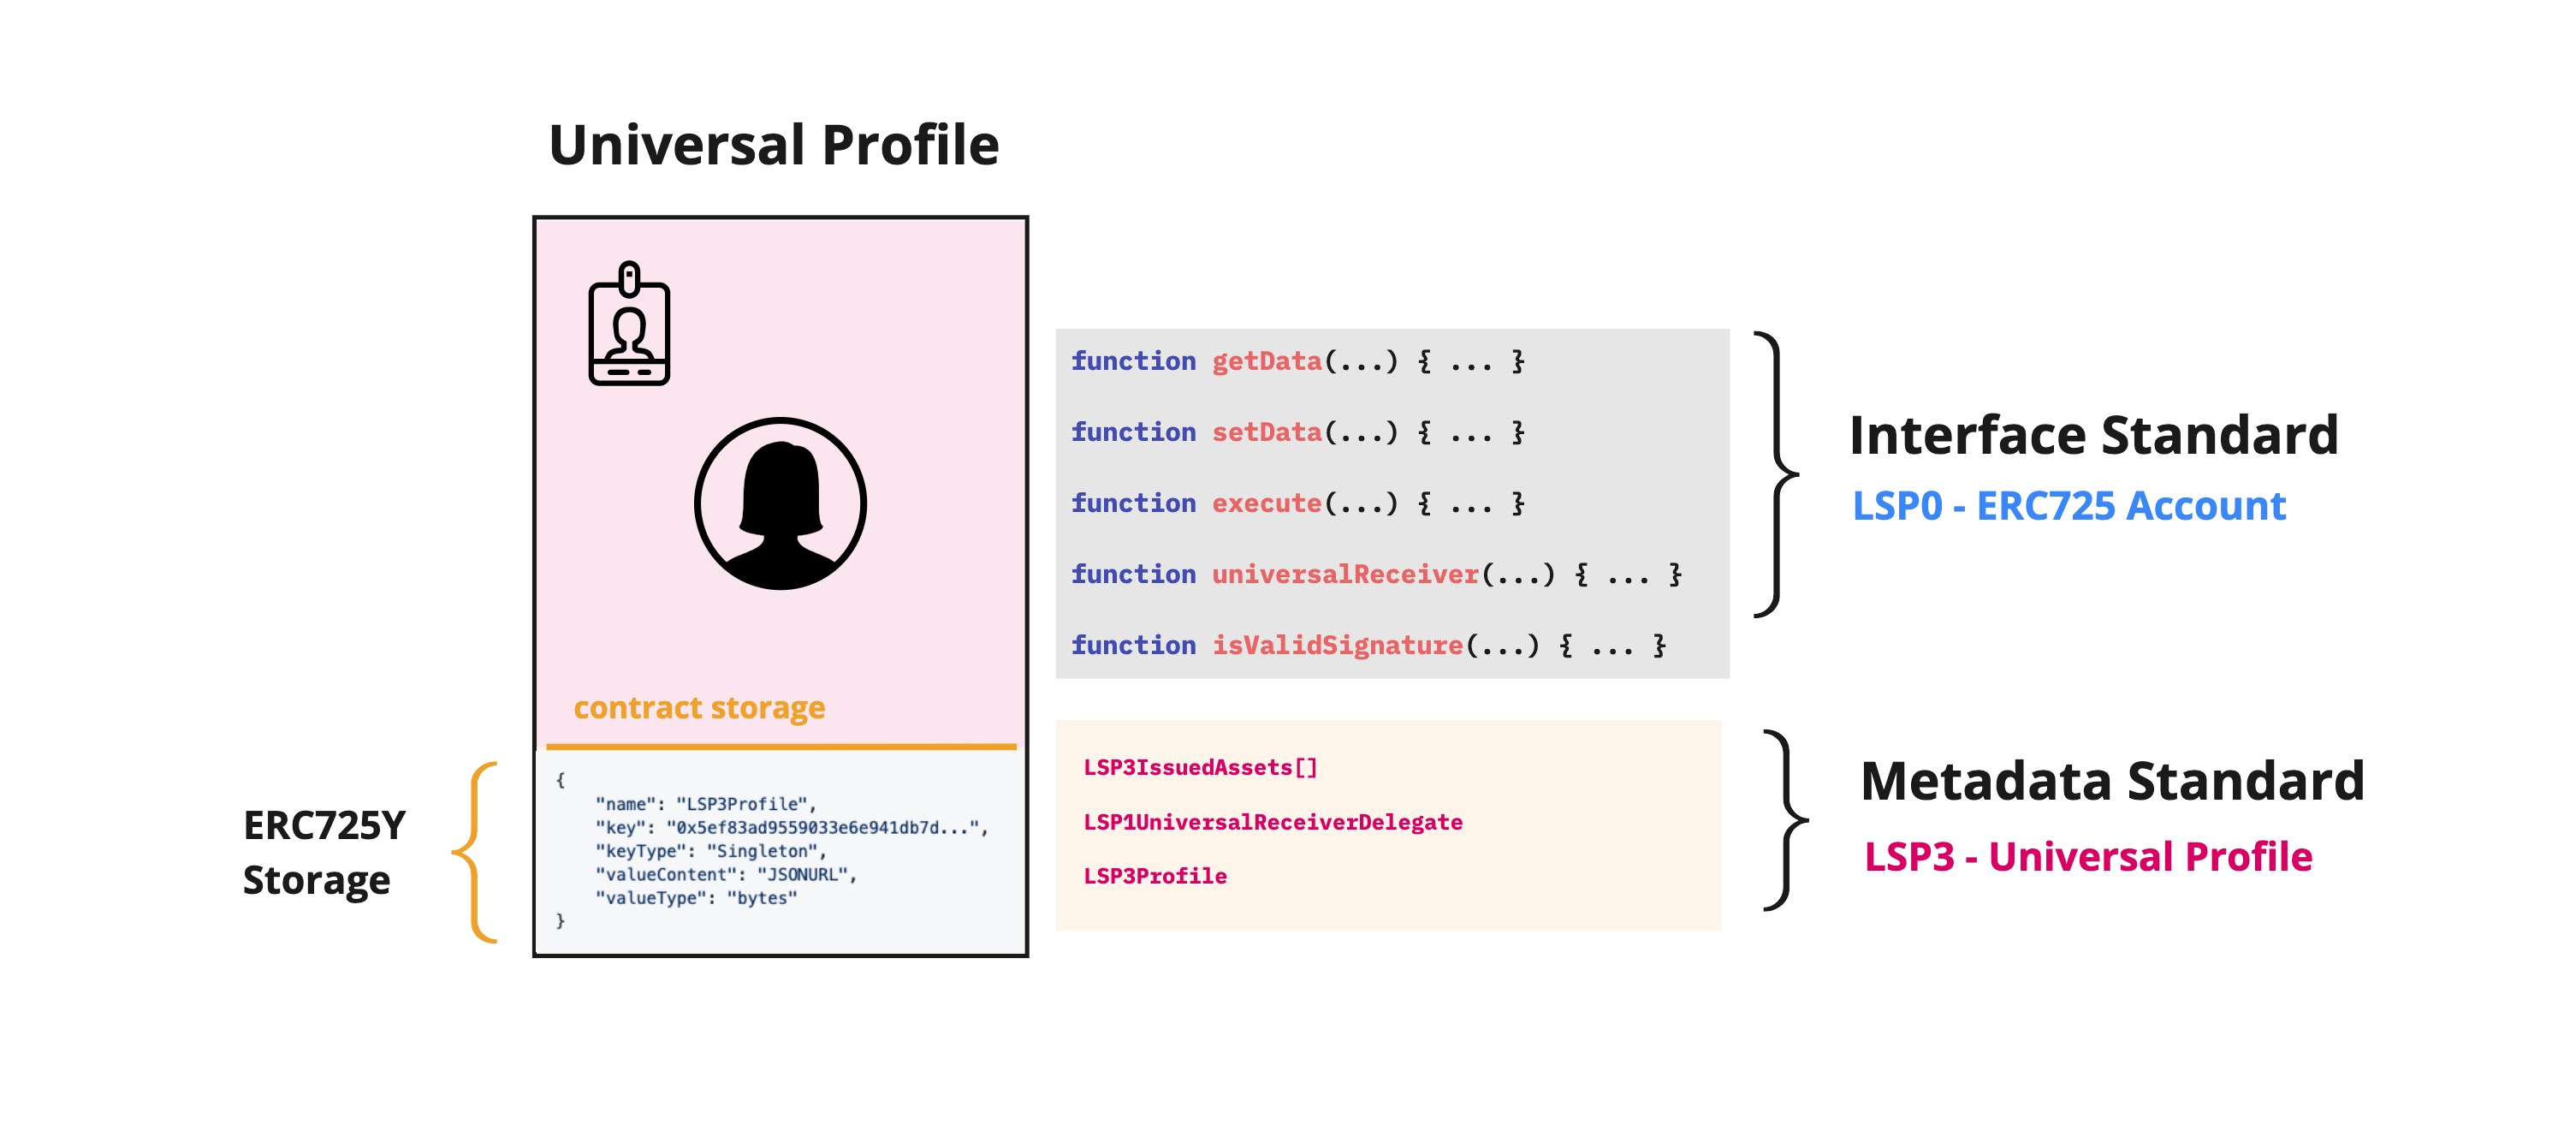 Universal Profile
contract storage
ERC725Y
Storage
{
"name": "LSP3Profile",
"key": "0x5ef83ad9559033e6e941db7d...",
"keyType": "Singleton",
"valueContent": "JSONURL",
"valueType": "bytes"
}
function getData(...) { ... }
function setData(...) { ... }
function execute(...) { ... }
function universalReceiver(...) { ... }
function isValidSignature(...) { ... }
Interface Standard
LSP0 - ERC725 Account
LSP3IssuedAssets[]
LSP1UniversalReceiverDelegate
LSP3Profile
Metadata Standard
LSP3 - Universal Profile